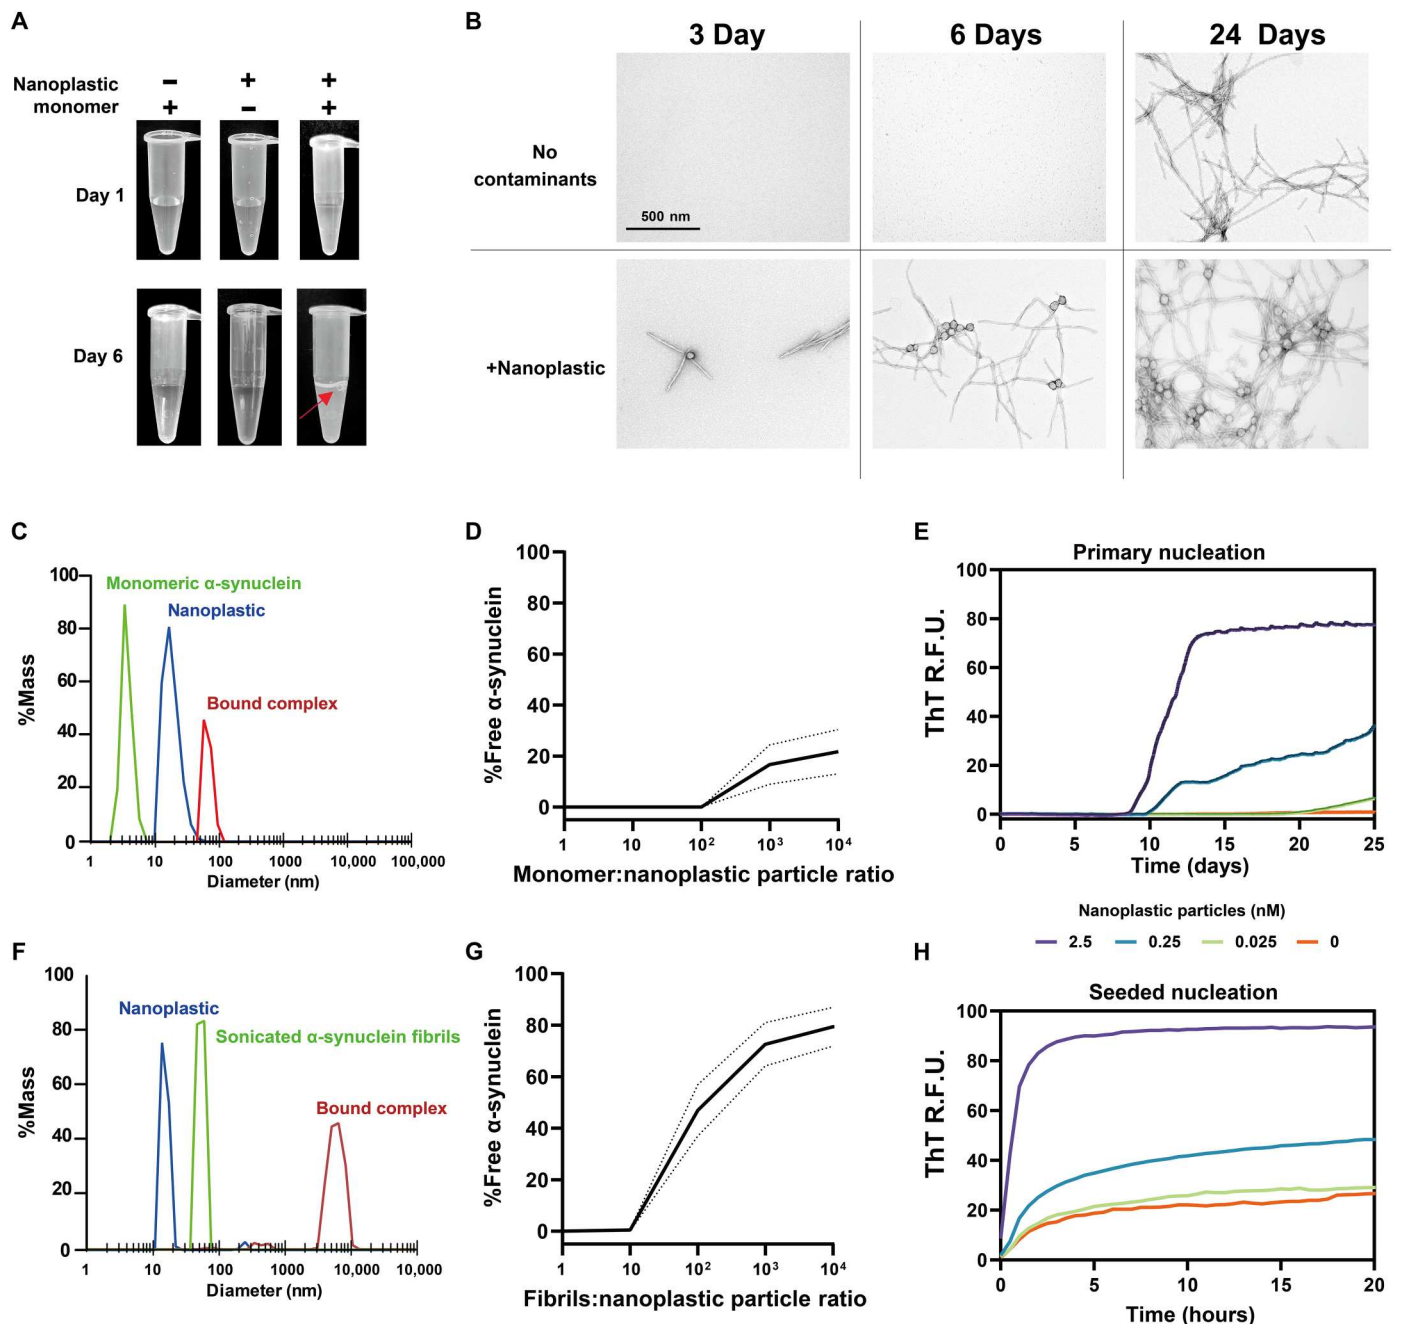 A
Nanoplastic − + +
monomer + − +
Day 1
Day 6
B
3 Day 6 Days 24 Days
No
contaminants
500 nm
+Nanoplastic
C
Monomeric α-synuclein
Nanoplastic
Bound complex
%Mass
100
80
60
40
20
0
1 10 100 1000 10,000 100,000
Diameter (nm)
D
%Free α-synuclein
100
80
60
40
20
0
1 10 10² 10³ 10⁴
Monomer:nanoplastic particle ratio
E
Primary nucleation
ThT R.F.U.
100
80
60
40
20
0
0 5 10 15 20 25
Time (days)
Nanoplastic particles (nM)
2.5 0.25 0.025 0
F
Nanoplastic
Sonicated α-synuclein fibrils
Bound complex
%Mass
100
80
60
40
20
0
1 10 100 1000 10,000 10,000
Diameter (nm)
G
%Free α-synuclein
100
80
60
40
20
0
1 10 10² 10³ 10⁴
Fibrils:nanoplastic particle ratio
H
Seeded nucleation
ThT R.F.U.
100
80
60
40
20
0
0 5 10 15 20
Time (hours)